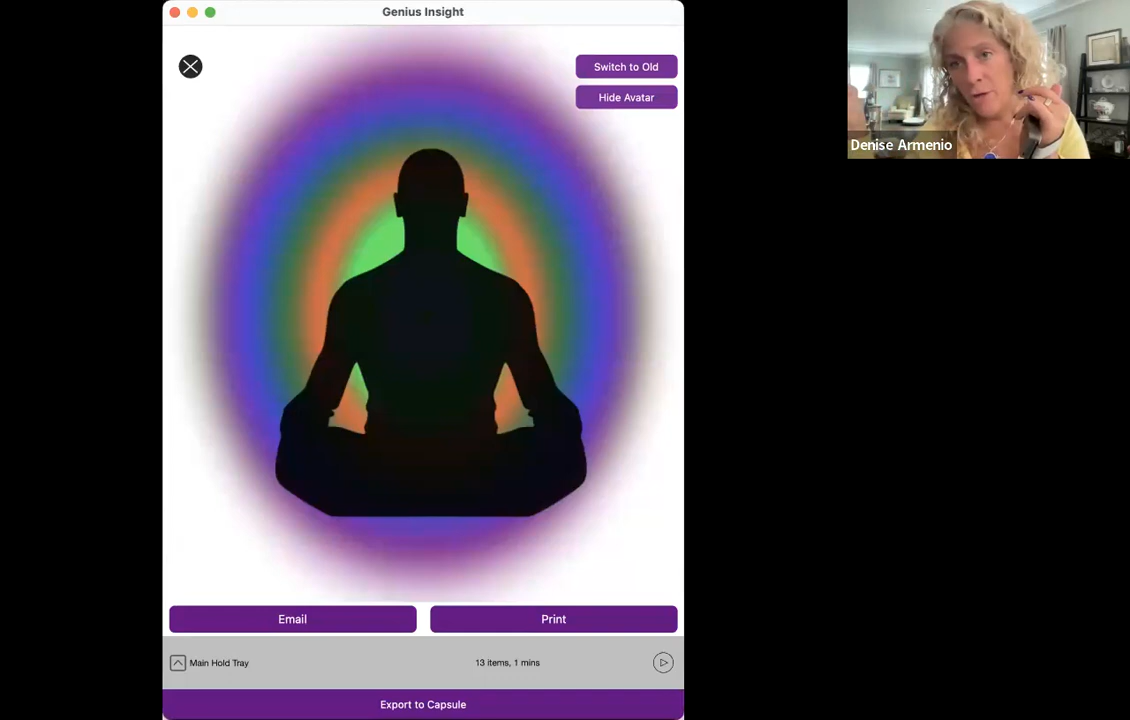 Genius Insight
Switch to Old
Hide Avatar
Denise Armenio
Email
Print
Main Hold Tray
13 items, 1 mins
Export to Capsule